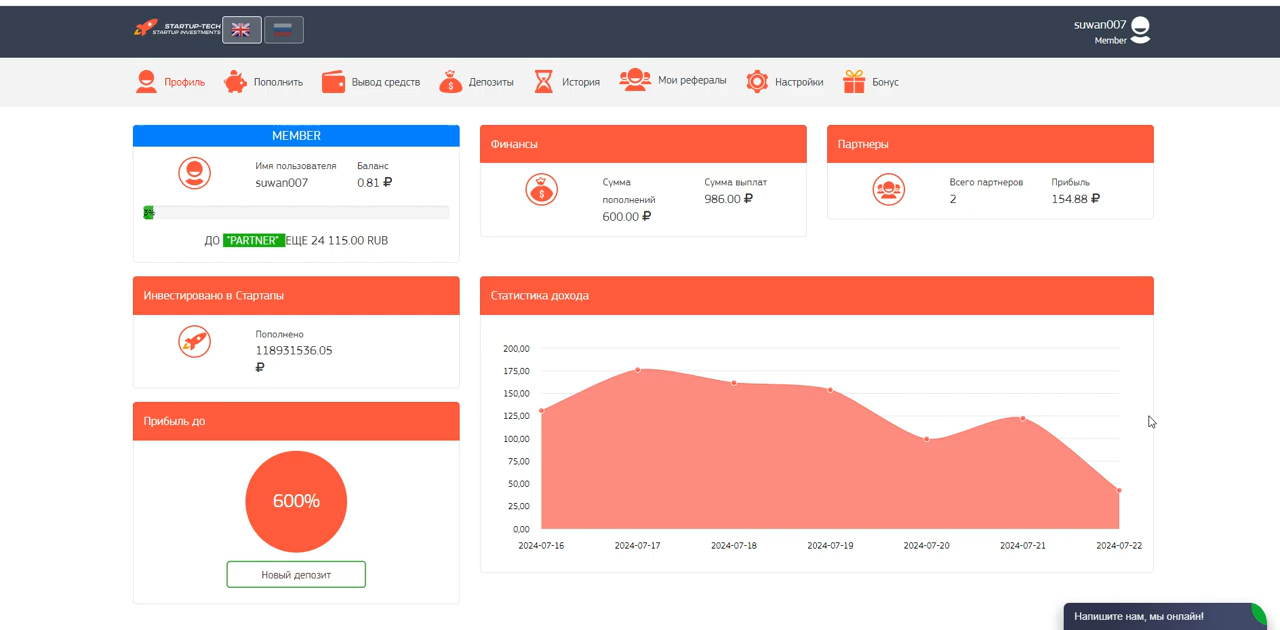 STARTUP-TECH
STARTUP INVESTMENTS
suwan007
Member
Профиль
Пополнить
Вывод средств
Депозиты
История
Мои рефералы
Настройки
Бонус
MEMBER
Имя пользователя
suwan007
Баланс
0.81 ₽
3%
ДО "PARTNER" ЕЩЕ 24 115.00 RUB
Финансы
Сумма
пополнений
600.00 ₽
Сумма выплат
986.00 ₽
Партнеры
Всего партнеров
2
Прибыль
154.88 ₽
Инвестировано в Стартапы
Пополнено
118931536.05
₽
Прибыль до
600%
Новый депозит
Статистика дохода
200,00
175,00
150,00
125,00
100,00
75,00
50,00
25,00
0,00
2024-07-16
2024-07-17
2024-07-18
2024-07-19
2024-07-20
2024-07-21
2024-07-22
Напишите нам, мы онлайн!